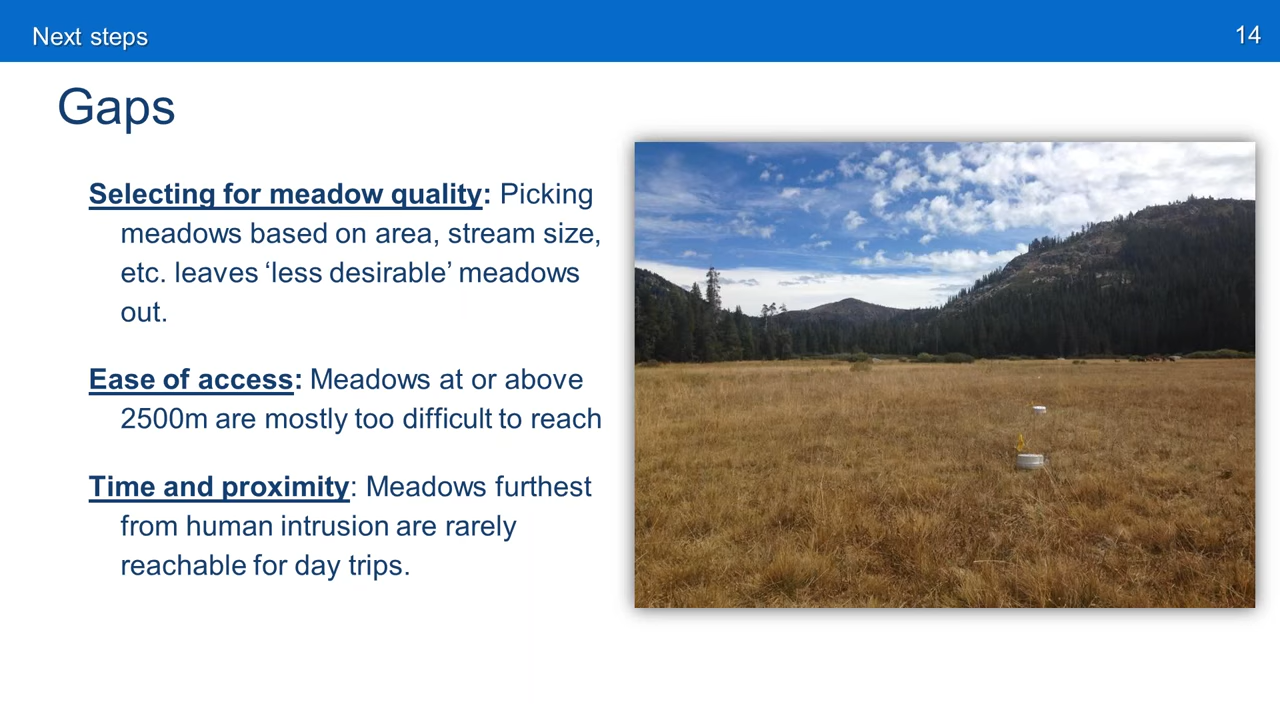 Next steps
14
Gaps
Selecting for meadow quality: Picking
meadows based on area, stream size,
etc. leaves ‘less desirable’ meadows
out.
Ease of access: Meadows at or above
2500m are mostly too difficult to reach
Time and proximity: Meadows furthest
from human intrusion are rarely
reachable for day trips.